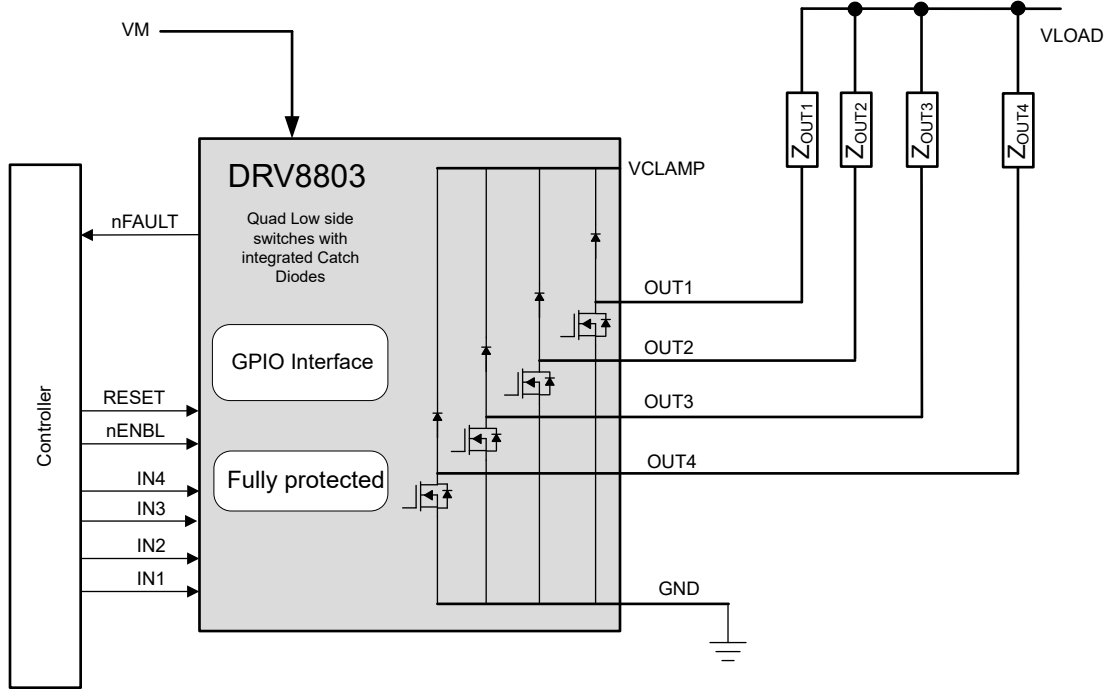 VM
VLOAD
ZOUT1
ZOUT2
ZOUT3
ZOUT4
DRV8803
Quad Low side
switches with
integrated Catch
Diodes
VCLAMP
nFAULT
OUT1
GPIO Interface
OUT2
Controller
RESET
OUT3
nENBL
OUT4
Fully protected
IN4
IN3
IN2
IN1
GND